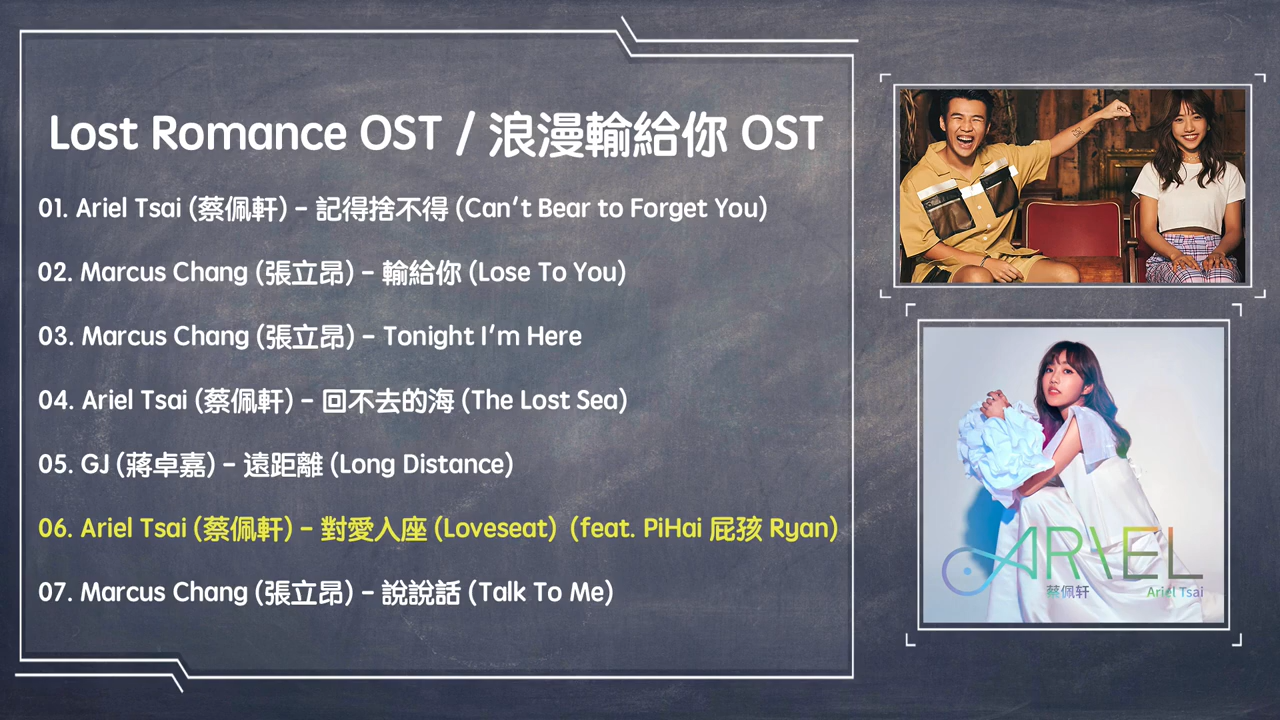 Lost Romance OST / 浪漫輸給你 OST
01. Ariel Tsai (蔡佩軒) – 記得捨不得 (Can't Bear to Forget You)
02. Marcus Chang (張立昂) – 輸給你 (Lose To You)
03. Marcus Chang (張立昂) – Tonight I'm Here
04. Ariel Tsai (蔡佩軒) – 回不去的海 (The Lost Sea)
05. GJ (蔣卓嘉) – 遠距離 (Long Distance)
06. Ariel Tsai (蔡佩軒) – 對愛入座 (Loveseat) (feat. PiHai 屁孩 Ryan)
07. Marcus Chang (張立昂) – 說說話 (Talk To Me)
ARIEL
蔡佩轩 Ariel Tsai